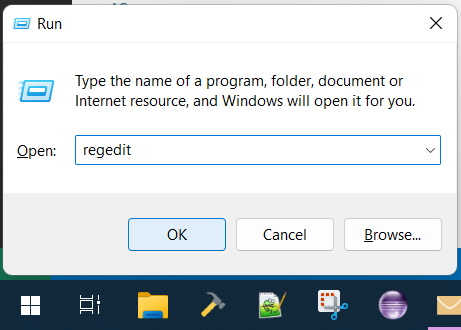 Run
Type the name of a program, folder, document or
Internet resource, and Windows will open it for you.
Open: regedit
OK Cancel Browse...